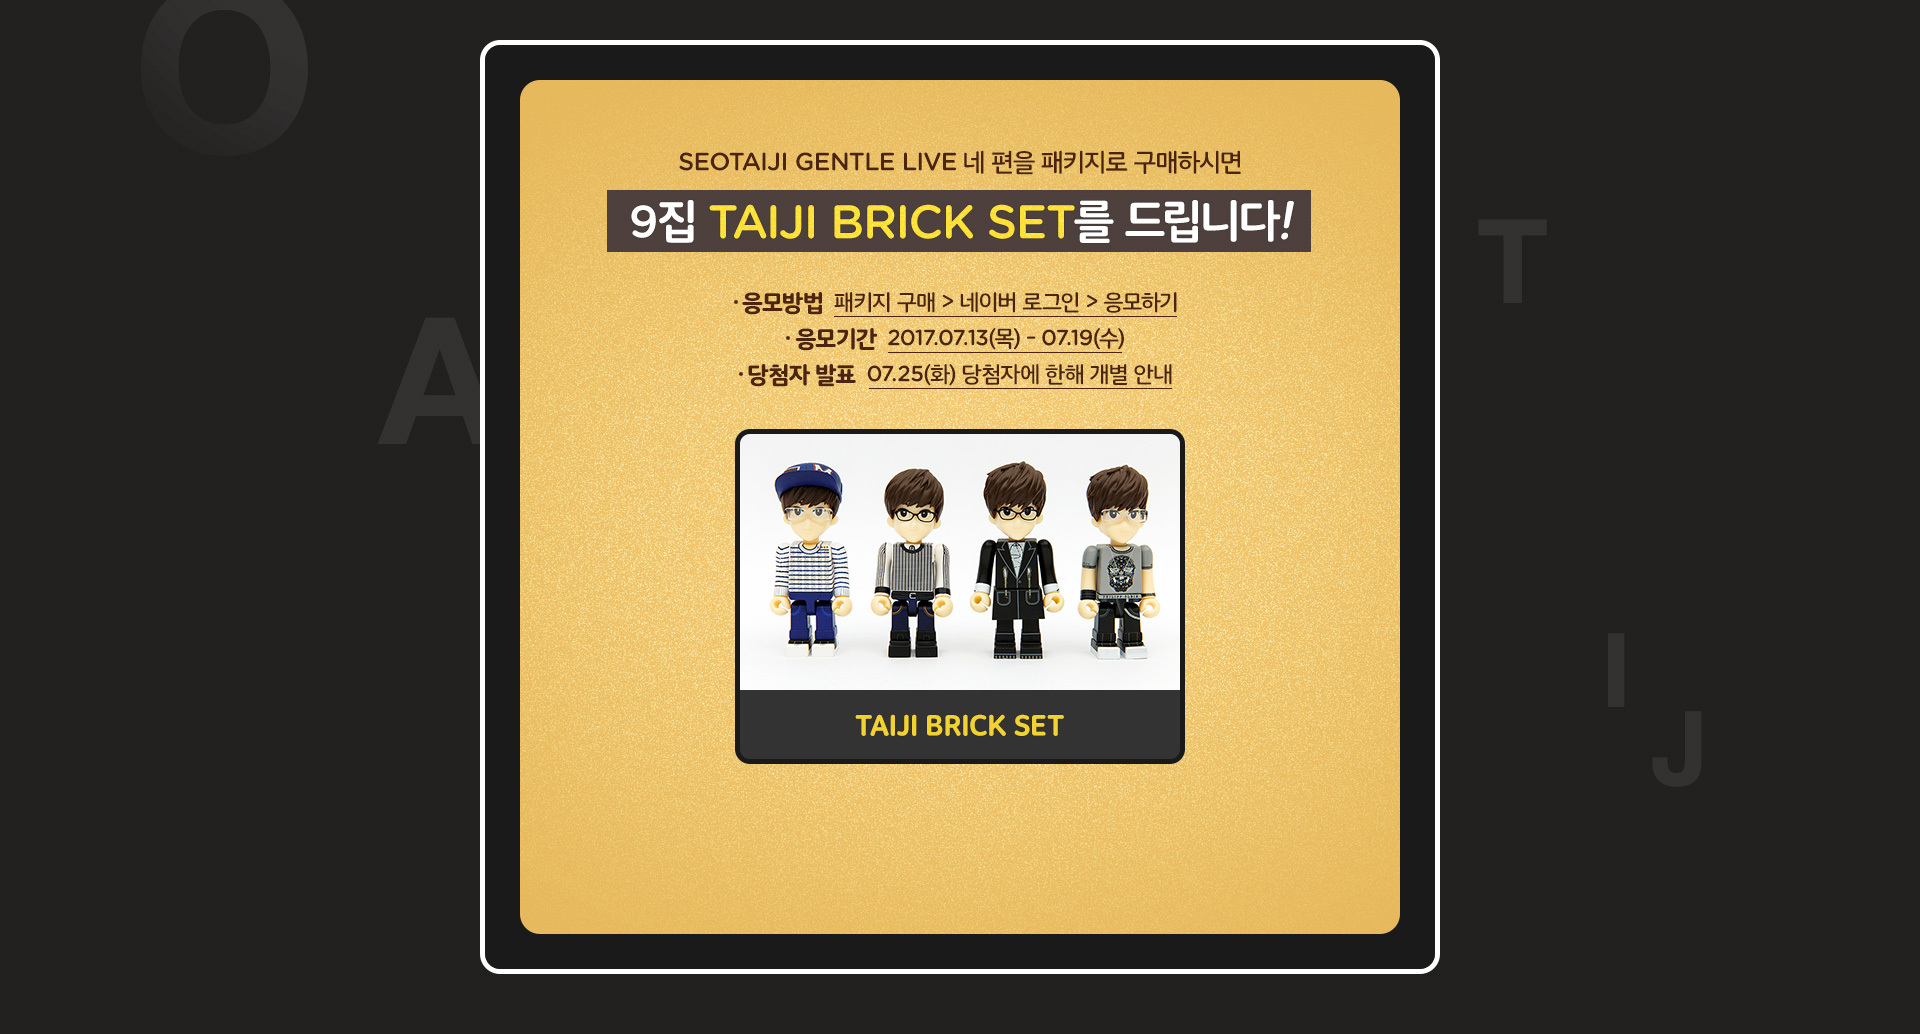 O
SEOTAIJI GENTLE LIVE 네 편을 패키지로 구매하시면
9집 TAIJI BRICK SET를 드립니다!
T
· 응모방법 패키지 구매 > 네이버 로그인 > 응모하기
· 응모기간 2017.07.13(목) - 07.19(수)
· 당첨자 발표 07.25(화) 당첨자에 한해 개별 안내
A
TAIJI BRICK SET
I
J